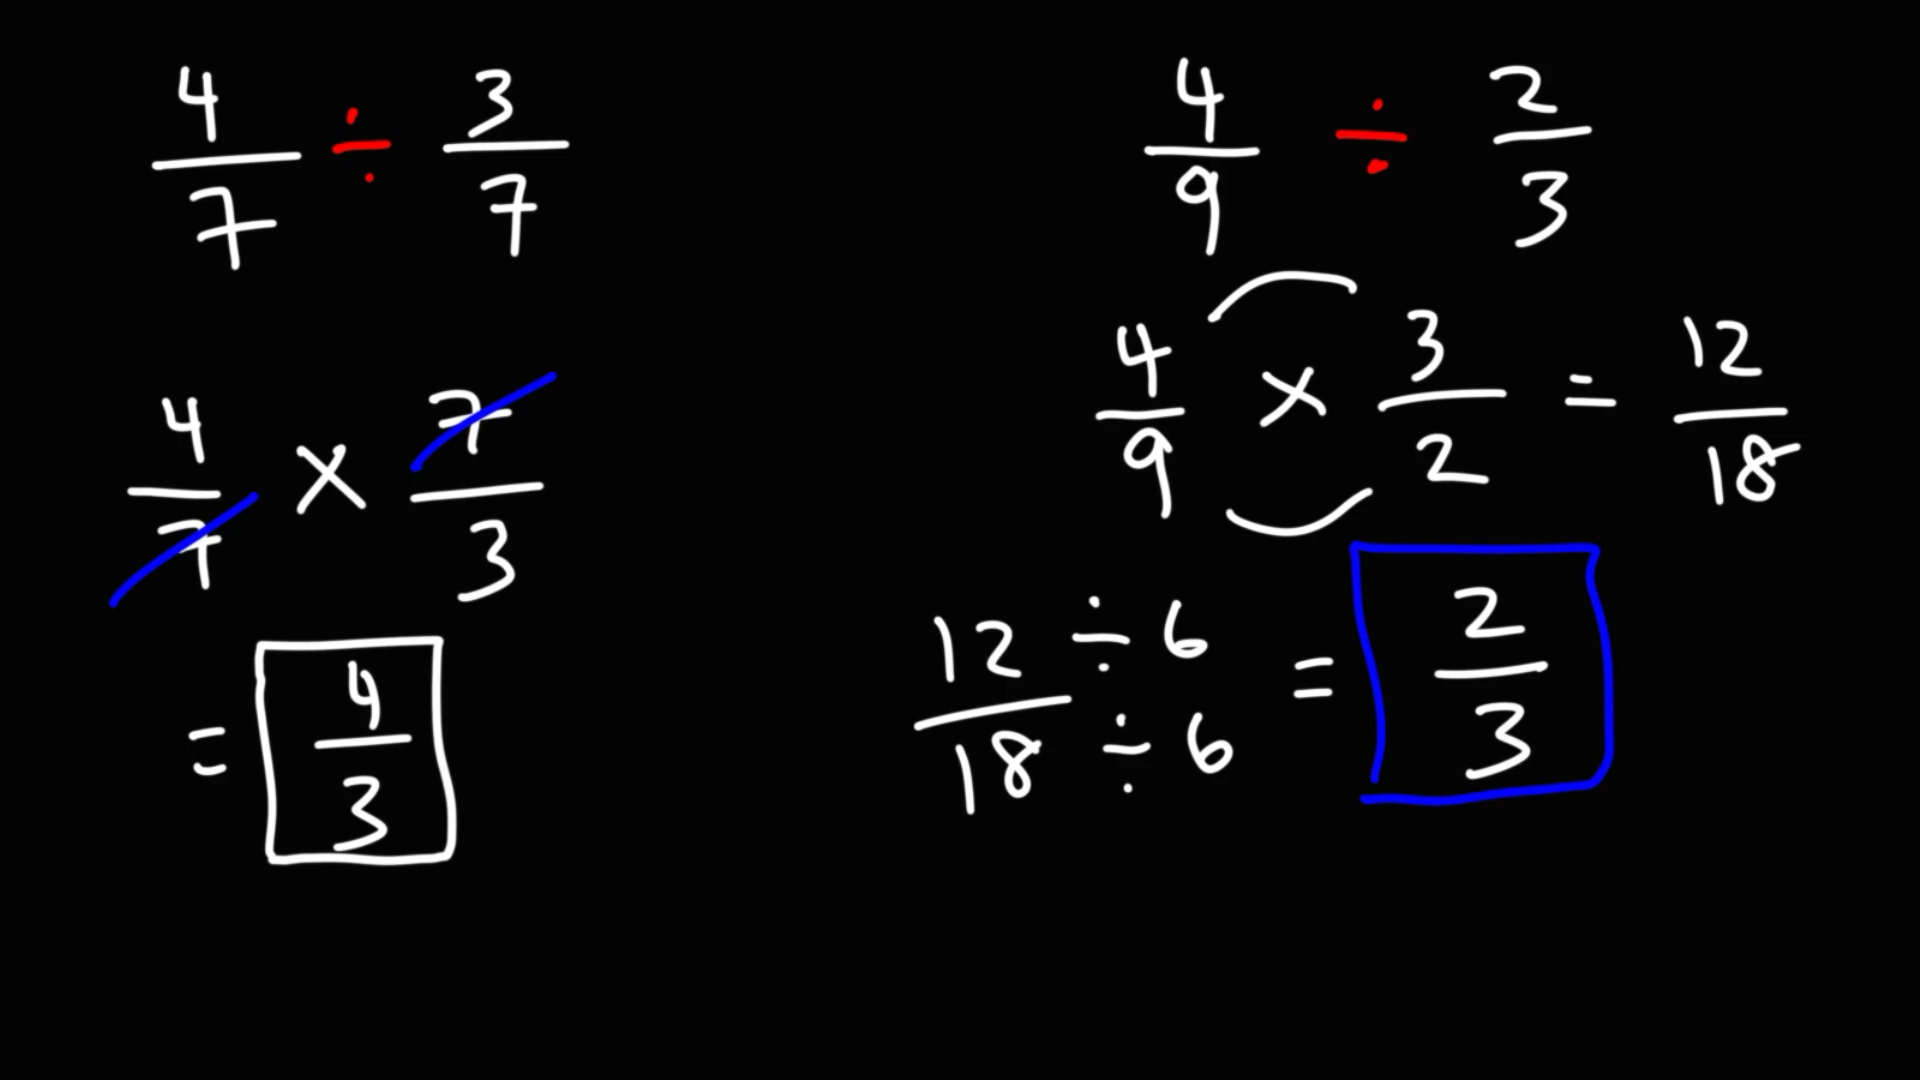 4/7 ÷ 3/7
4/7 × 7/3
= 4/3
4/9 ÷ 2/3
4/9 × 3/2 = 12/18
12 ÷ 6 / 18 ÷ 6 = 2/3